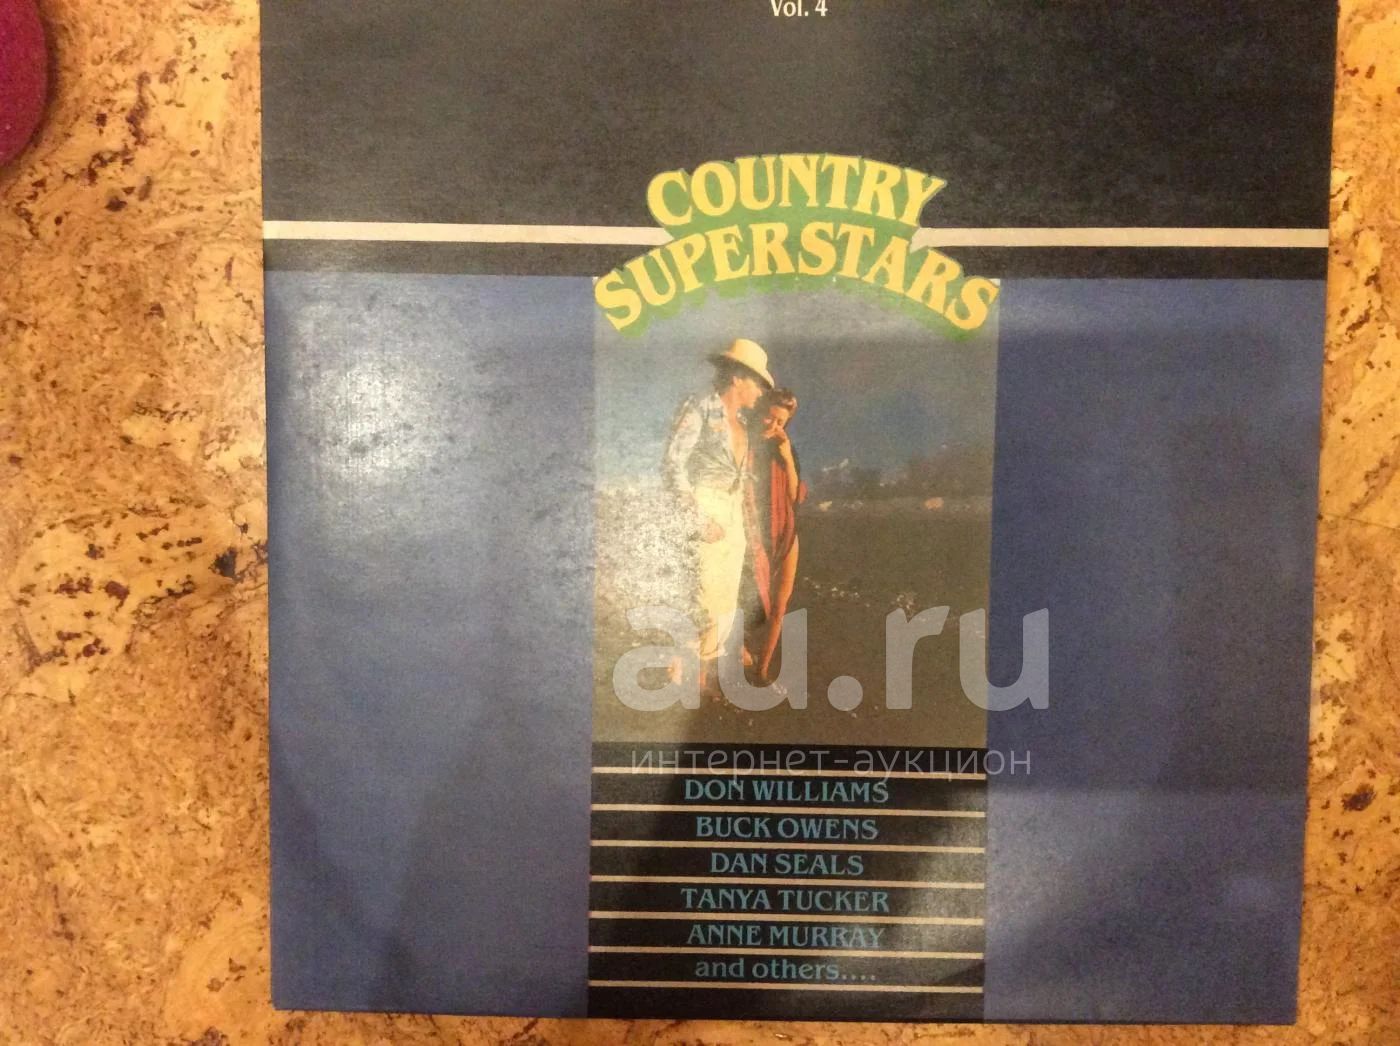 Vol. 4
COUNTRY
SUPERSTARS
au.ru
интернет-аукцион
DON WILLIAMS
BUCK OWENS
DAN SEALS
TANYA TUCKER
ANNE MURRAY
and others....